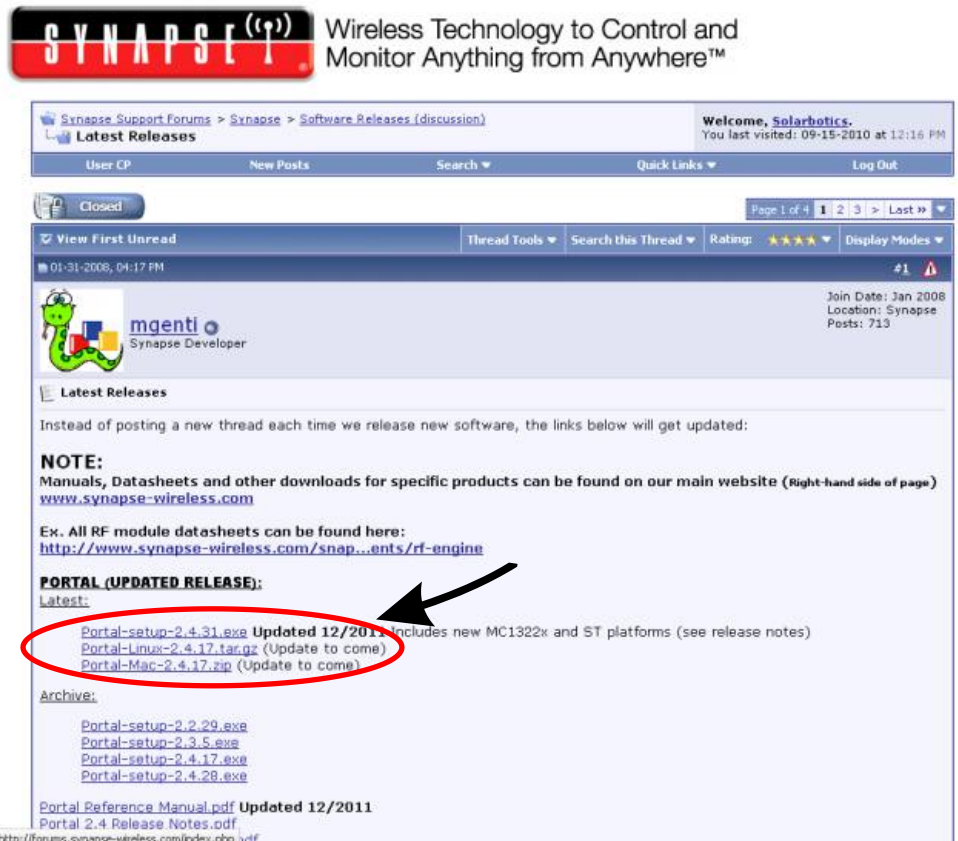 SYNAPSE
Wireless Technology to Control and
Monitor Anything from Anywhere™
Synapse Support Forums > Synapse > Software Releases (discussion)
Latest Releases
Welcome, Solarbotics.
You last visited: 09-15-2010 at 12:16 PM
User CP New Posts Search Quick Links Log Out
Closed
Page 1 of 4 1 2 3 > Last »
View First Unread Thread Tools Search this Thread Rating: Display Modes
01-31-2008, 04:17 PM #1
mgenti
Synapse Developer
Join Date: Jan 2008
Location: Synapse
Posts: 713
Latest Releases
Instead of posting a new thread each time we release new software, the links below will get updated:
NOTE:
Manuals, Datasheets and other downloads for specific products can be found on our main website (Right-hand side of page)
www.synapse-wireless.com
Ex. All RF module datasheets can be found here:
http://www.synapse-wireless.com/snap...ents/rf-engine
PORTAL (UPDATED RELEASE):
Latest:
Portal-setup-2.4.31.exe Updated 12/2011 Includes new MC1322x and ST platforms (see release notes)
Portal-Linux-2.4.17.tar.gz (Update to come)
Portal-Mac-2.4.17.zip (Update to come)
Archive:
Portal-setup-2.2.29.exe
Portal-setup-2.3.5.exe
Portal-setup-2.4.17.exe
Portal-setup-2.4.28.exe
Portal Reference Manual.pdf Updated 12/2011
Portal 2.4 Release Notes.pdf
http://forums.synapse-wireless.com/index.php